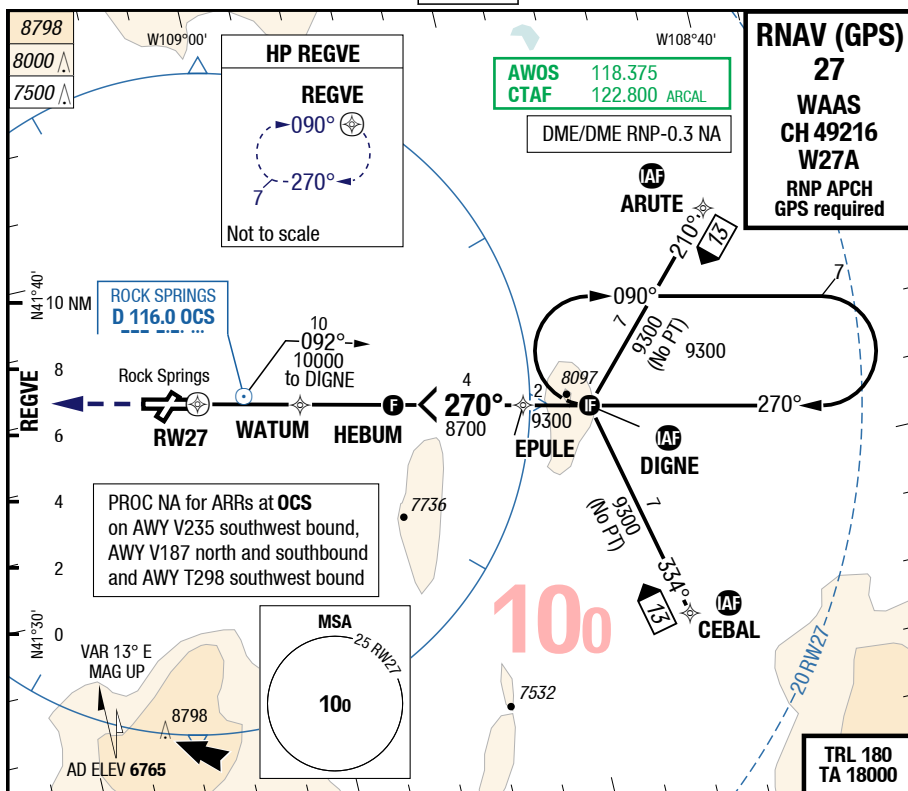 8798
8000
7500
W109°00'
HP REGVE
REGVE
090°
270°
7
Not to scale
W108°40'
AWOS 118.375
CTAF 122.800 ARCAL
DME/DME RNP-0.3 NA
RNAV (GPS)
27
WAAS
CH 49216
W27A
RNP APCH
GPS required
IAF
ARUTE
210°
13
N41°40'
10 NM
8
6
4
2
0
N41°30'
ROCK SPRINGS
D 116.0 OCS
10
092°
10000
to DIGNE
090°
7
7
9300
(No PT)
9300
8097
Rock Springs
REGVE
RW27
WATUM
HEBUM
F
4
270°
8700
2
9300
EPULE
IF
270°
IAF
DIGNE
7
9300
(No PT)
334°
13
IAF
CEBAL
7736
PROC NA for ARRs at OCS
on AWY V235 southwest bound,
AWY V187 north and southbound
and AWY T298 southwest bound
100
MSA
25 RW27
100
7532
20 RW27
VAR 13° E
MAG UP
8798
AD ELEV 6765
TRL 180
TA 18000